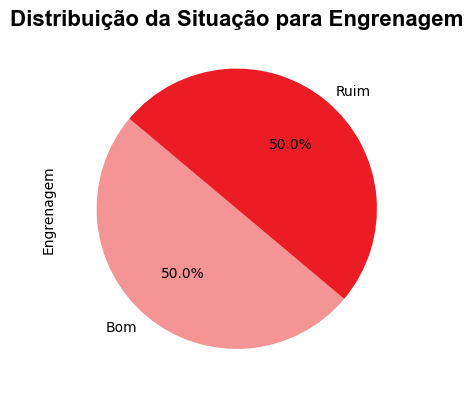 Distribuição da Situação para Engrenagem
Ruim
50.0%
Engrenagem
50.0%
Bom